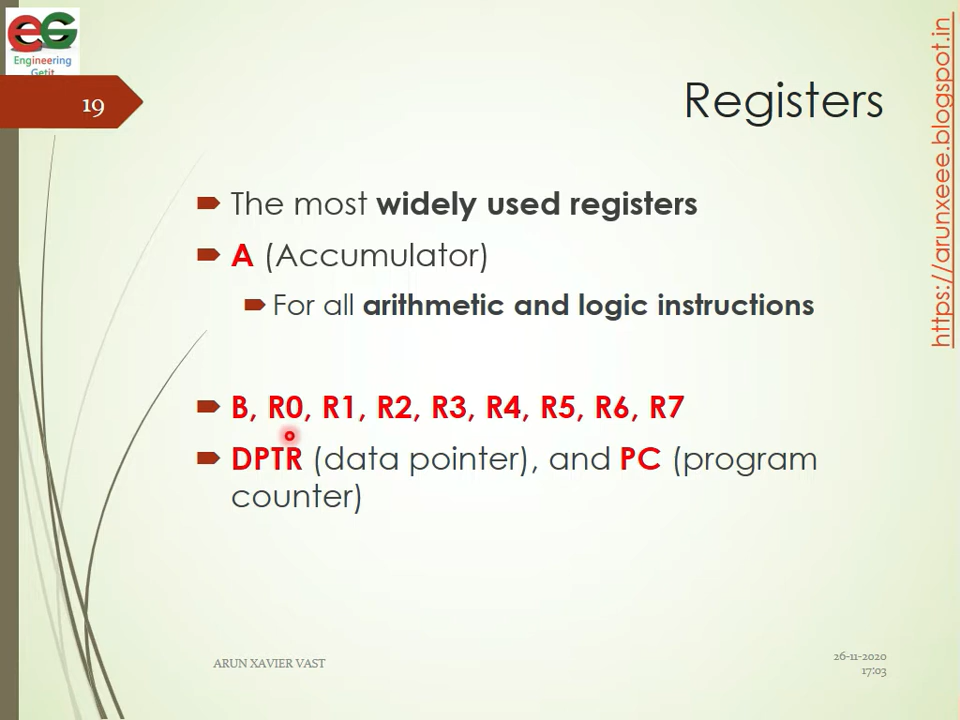 eG
Engineering
Getit
19
Registers
https://arunxeee.blogspot.in
The most widely used registers
A (Accumulator)
For all arithmetic and logic instructions
B, R0, R1, R2, R3, R4, R5, R6, R7
DPTR (data pointer), and PC (program
counter)
ARUN XAVIER VAST
26-11-2020
17:03